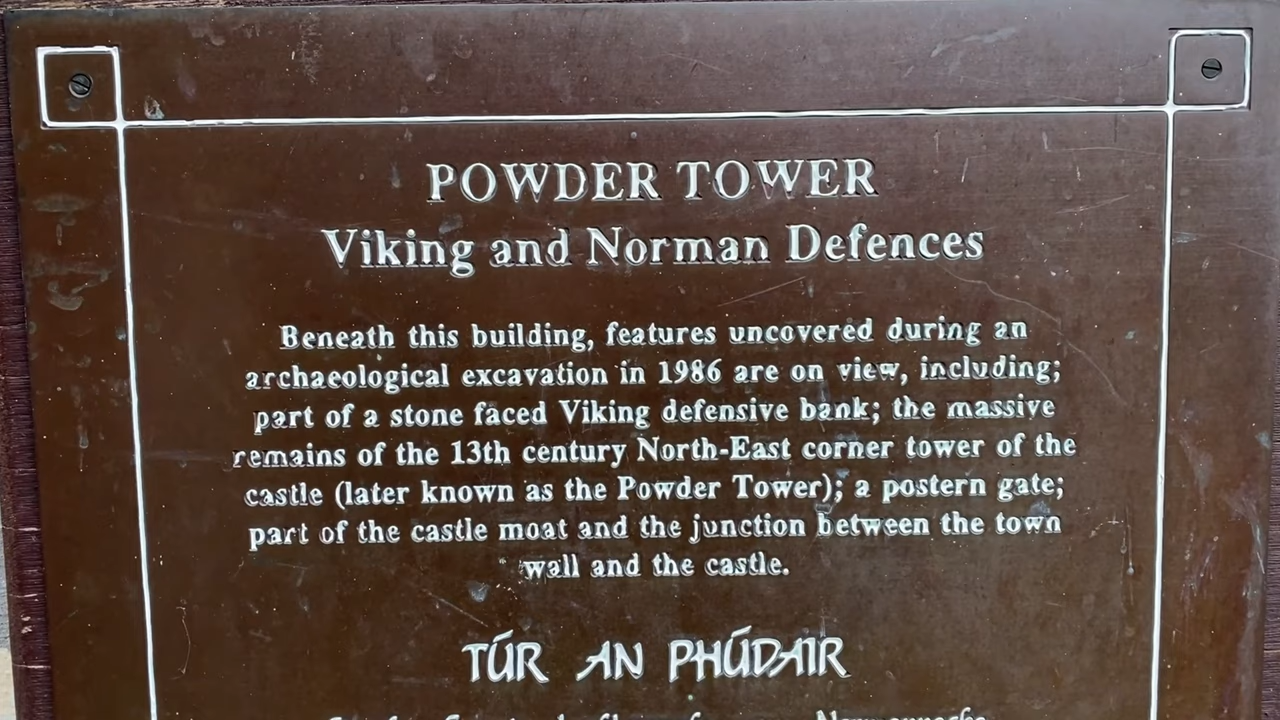 POWDER TOWER
Viking and Norman Defences
Beneath this building, features uncovered during an
archaeological excavation in 1986 are on view, including;
part of a stone faced Viking defensive bank; the massive
remains of the 13th century North-East corner tower of the
castle (later known as the Powder Tower); a postern gate;
part of the castle moat and the junction between the town
wall and the castle.
TÚR AN PHÚDAIR